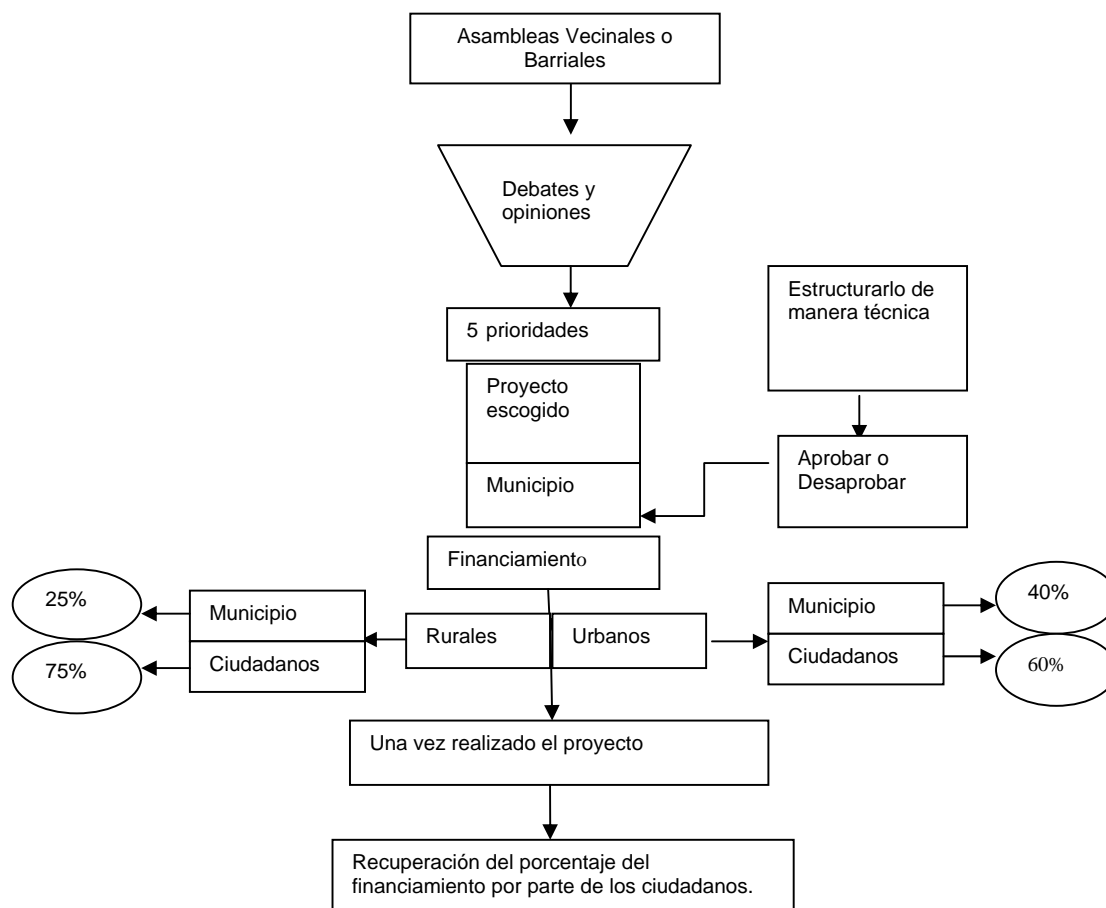 Asambleas Vecinales o
Barriales
Debates y
opiniones
Estructurarlo de
manera técnica
5 prioridades
Proyecto
escogido
Aprobar o
Desaprobar
Municipio
Financiamiento
25%
Municipio
Rurales
Urbanos
Municipio
40%
75%
Ciudadanos
Ciudadanos
60%
Una vez realizado el proyecto
Recuperación del porcentaje del
financiamiento por parte de los ciudadanos.